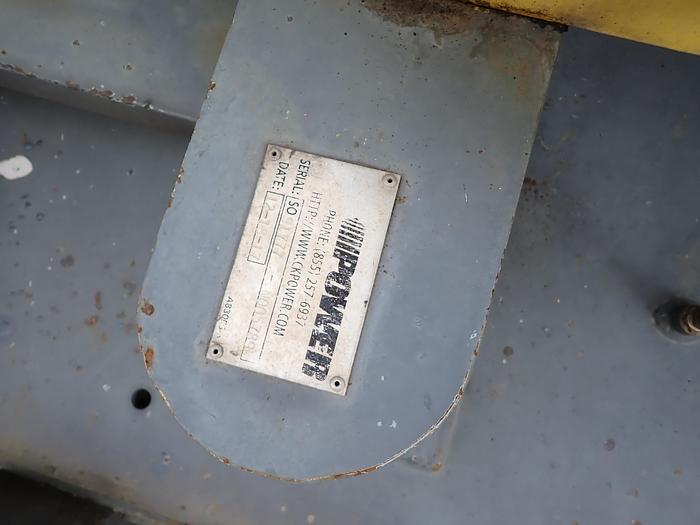 POWER
PHONE: (855) 257-6937
HTTP://WWW.CKPOWER.COM
SERIAL: SO
DATE: